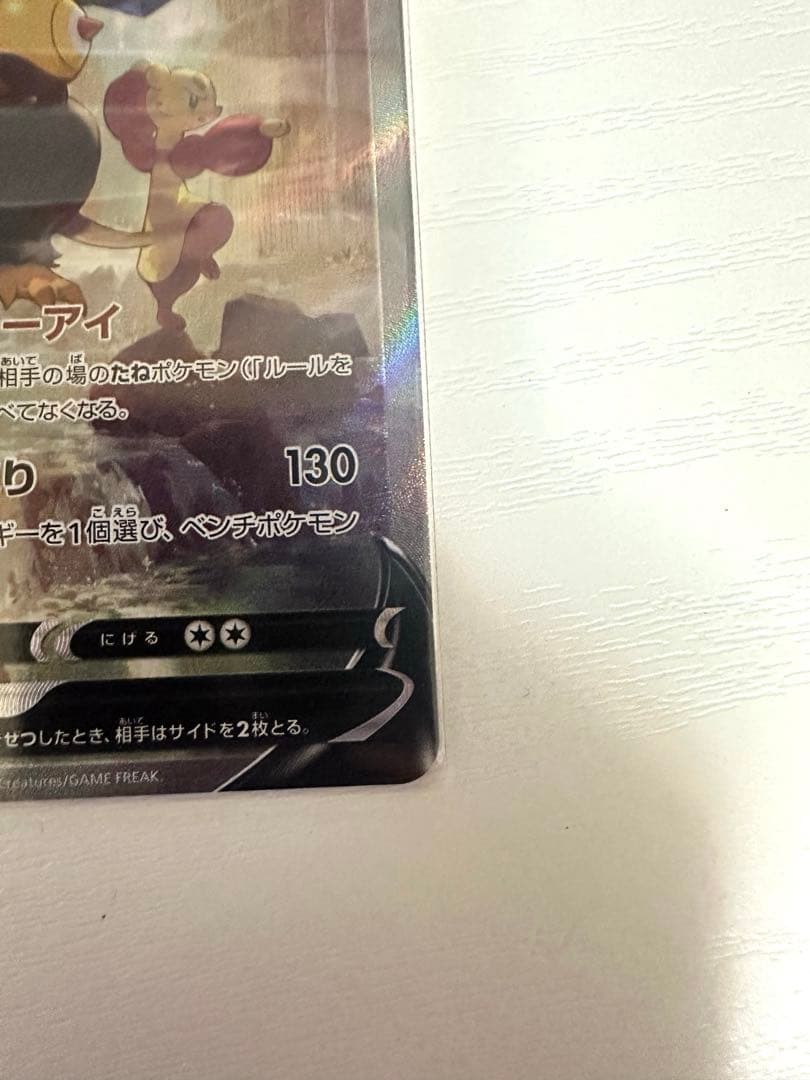 ーアイ
相手の場のたねポケモン(「ルールを
べてなくなる。
り 130
ギーを1個選び、ベンチポケモン
にげる
ぜつしたとき、相手はサイドを2枚とる。
Creatures/GAME FREAK.